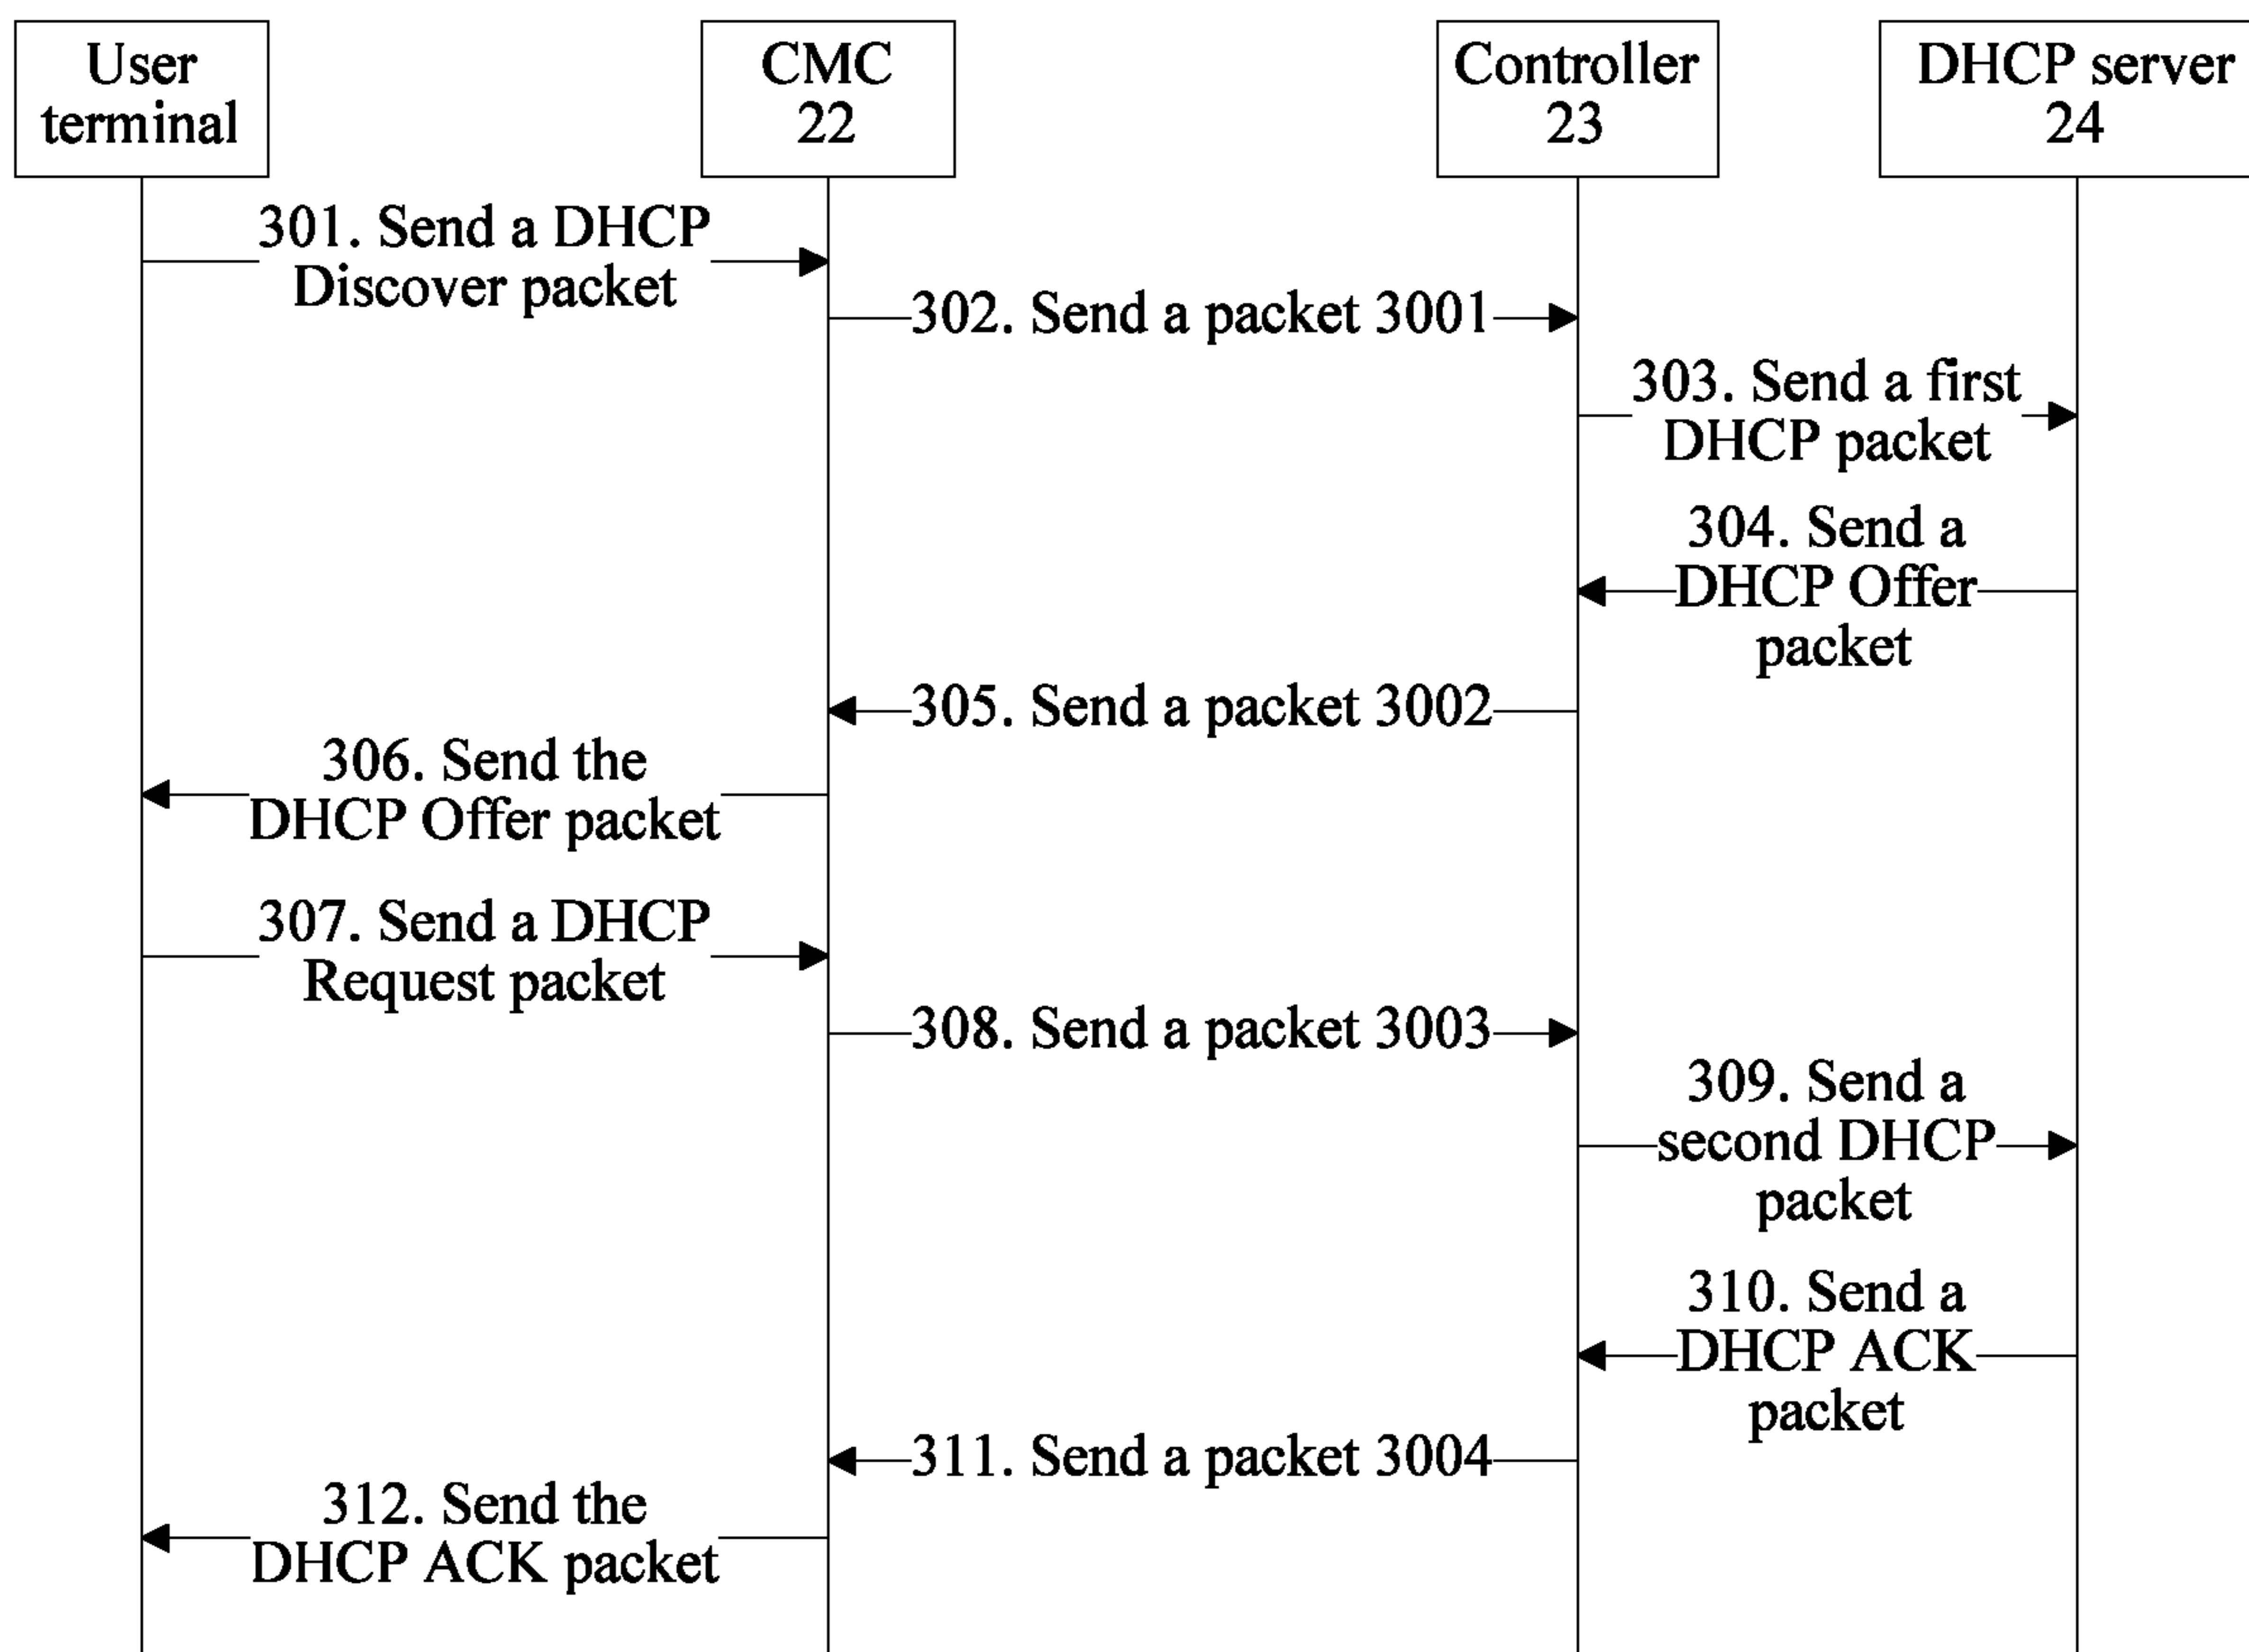 User
terminal
CMC
22
Controller
23
DHCP server
24
301. Send a DHCP
Discover packet
302. Send a packet 3001
303. Send a first
DHCP packet
304. Send a
DHCP Offer
packet
305. Send a packet 3002
306. Send the
DHCP Offer packet
307. Send a DHCP
Request packet
308. Send a packet 3003
309. Send a
second DHCP
packet
310. Send a
DHCP ACK
packet
311. Send a packet 3004
312. Send the
DHCP ACK packet